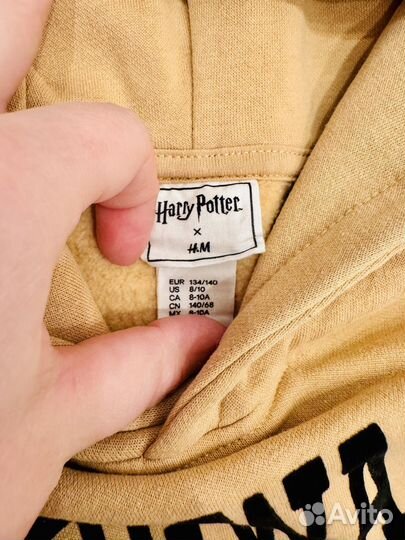 Harry Potter
×
H&M
EUR 134/140
US 8/10
CA 8-10A
CN 140/68
MX 8-10A
Avito